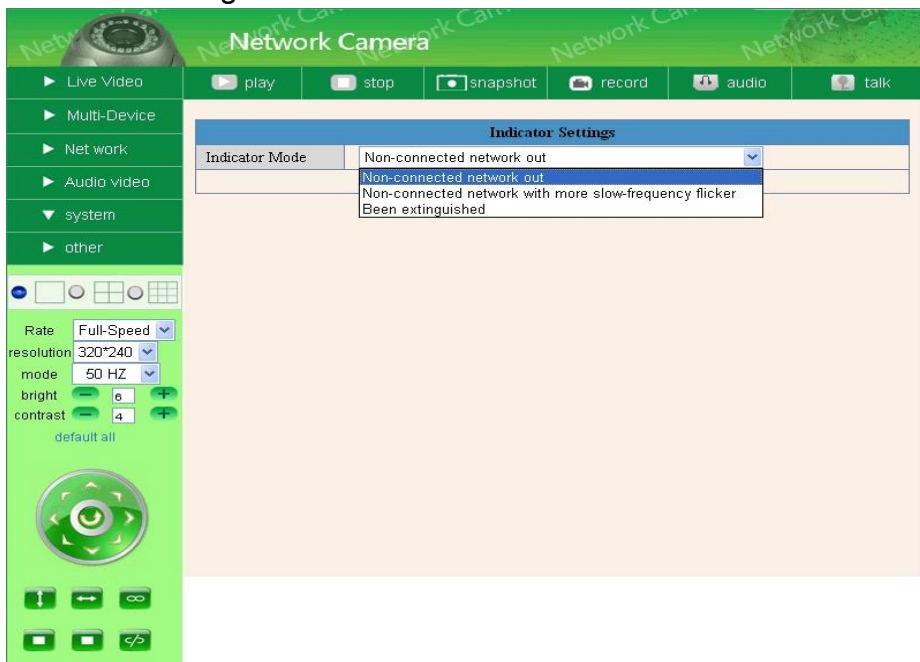 Network Camera
Live Video
play
stop
snapshot
record
audio
talk
Multi-Device
Net work
Audio video
system
other
Indicator Settings
Indicator Mode
Non-connected network out
Non-connected network out
Non-connected network with more slow-frequency flicker
Been extinguished
Rate Full-Speed
resolution 320*240
mode 50 HZ
bright 6
contrast 4
default all